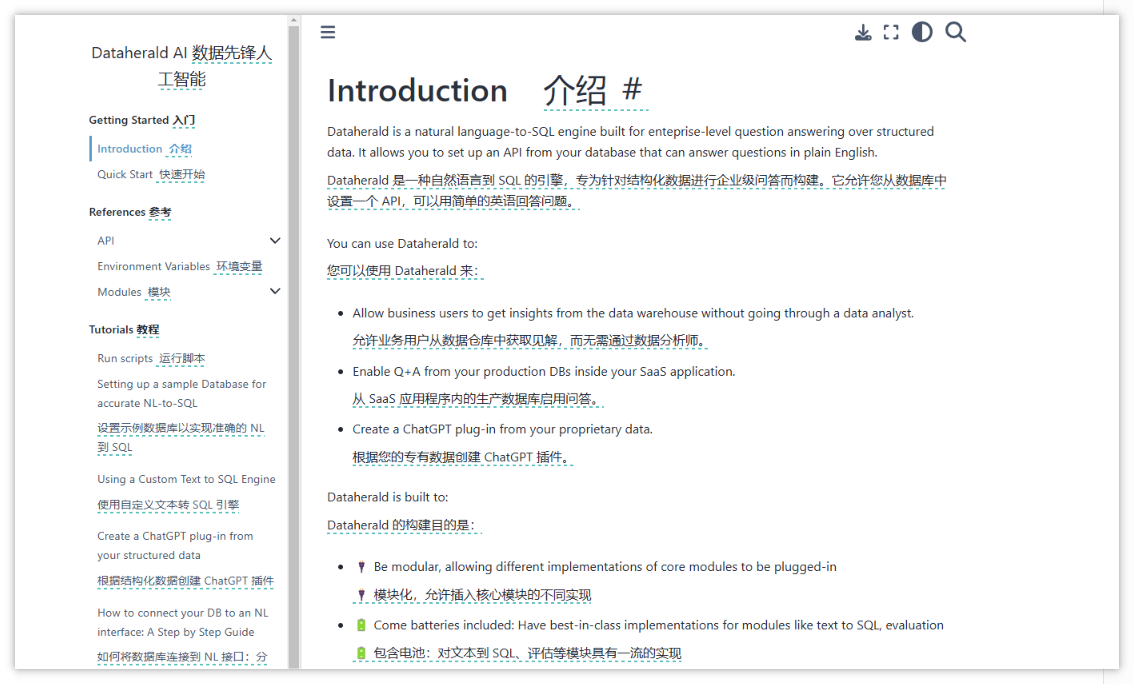 Dataherald AI 数据先锋人
工智能
Getting Started 入门
Introduction 介绍
Quick Start 快速开始
References 参考
API
Environment Variables 环境变量
Modules 模块
Tutorials 教程
Run scripts 运行脚本
Setting up a sample Database for
accurate NL-to-SQL
设置示例数据库以实现准确的 NL
到 SQL
Using a Custom Text to SQL Engine
使用自定义文本转 SQL 引擎
Create a ChatGPT plug-in from
your structured data
根据结构化数据创建 ChatGPT 插件
How to connect your DB to an NL
interface: A Step by Step Guide
如何将数据库连接到 NL 接口：分
Introduction 介绍 #
Dataherald is a natural language-to-SQL engine built for enteprise-level question answering over structured
data. It allows you to set up an API from your database that can answer questions in plain English.
Dataherald 是一种自然语言到 SQL 的引擎，专为针对结构化数据进行企业级问答而构建。它允许您从数据库中
设置一个 API，可以用简单的英语回答问题。
You can use Dataherald to:
您可以使用 Dataherald 来：
• Allow business users to get insights from the data warehouse without going through a data analyst.
允许业务用户从数据仓库中获取见解，而无需通过数据分析师。
• Enable Q+A from your production DBs inside your SaaS application.
从 SaaS 应用程序内的生产数据库启用问答。
• Create a ChatGPT plug-in from your proprietary data.
根据您的专有数据创建 ChatGPT 插件。
Dataherald is built to:
Dataherald 的构建目的是：
• Be modular, allowing different implementations of core modules to be plugged-in
模块化，允许插入核心模块的不同实现
• 🔋 Come batteries included: Have best-in-class implementations for modules like text to SQL, evaluation
🔋 包含电池：对文本到 SQL、评估等模块具有一流的实现